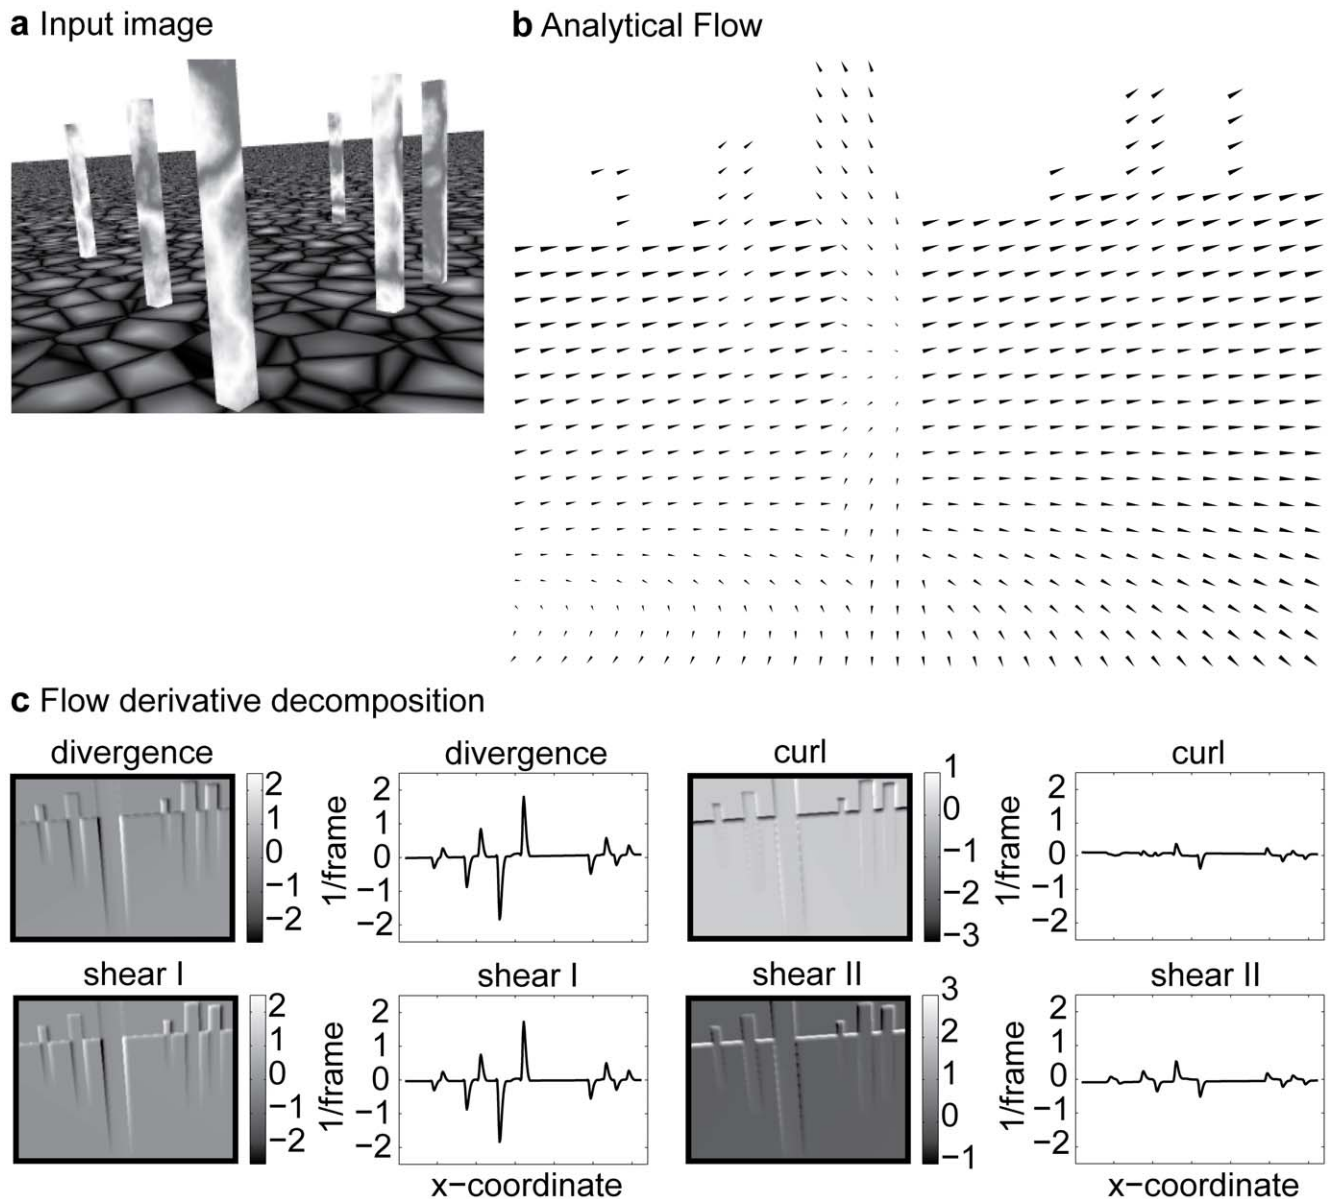 a Input image
b Analytical Flow
c Flow derivative decomposition
divergence
2
1
0
−1
−2
divergence
1/frame
2
1
0
−1
−2
curl
1
0
−1
−2
−3
curl
1/frame
2
1
0
−1
−2
shear I
2
1
0
−1
−2
shear I
1/frame
2
1
0
−1
−2
x−coordinate
shear II
3
2
1
0
−1
shear II
1/frame
2
1
0
−1
−2
x−coordinate